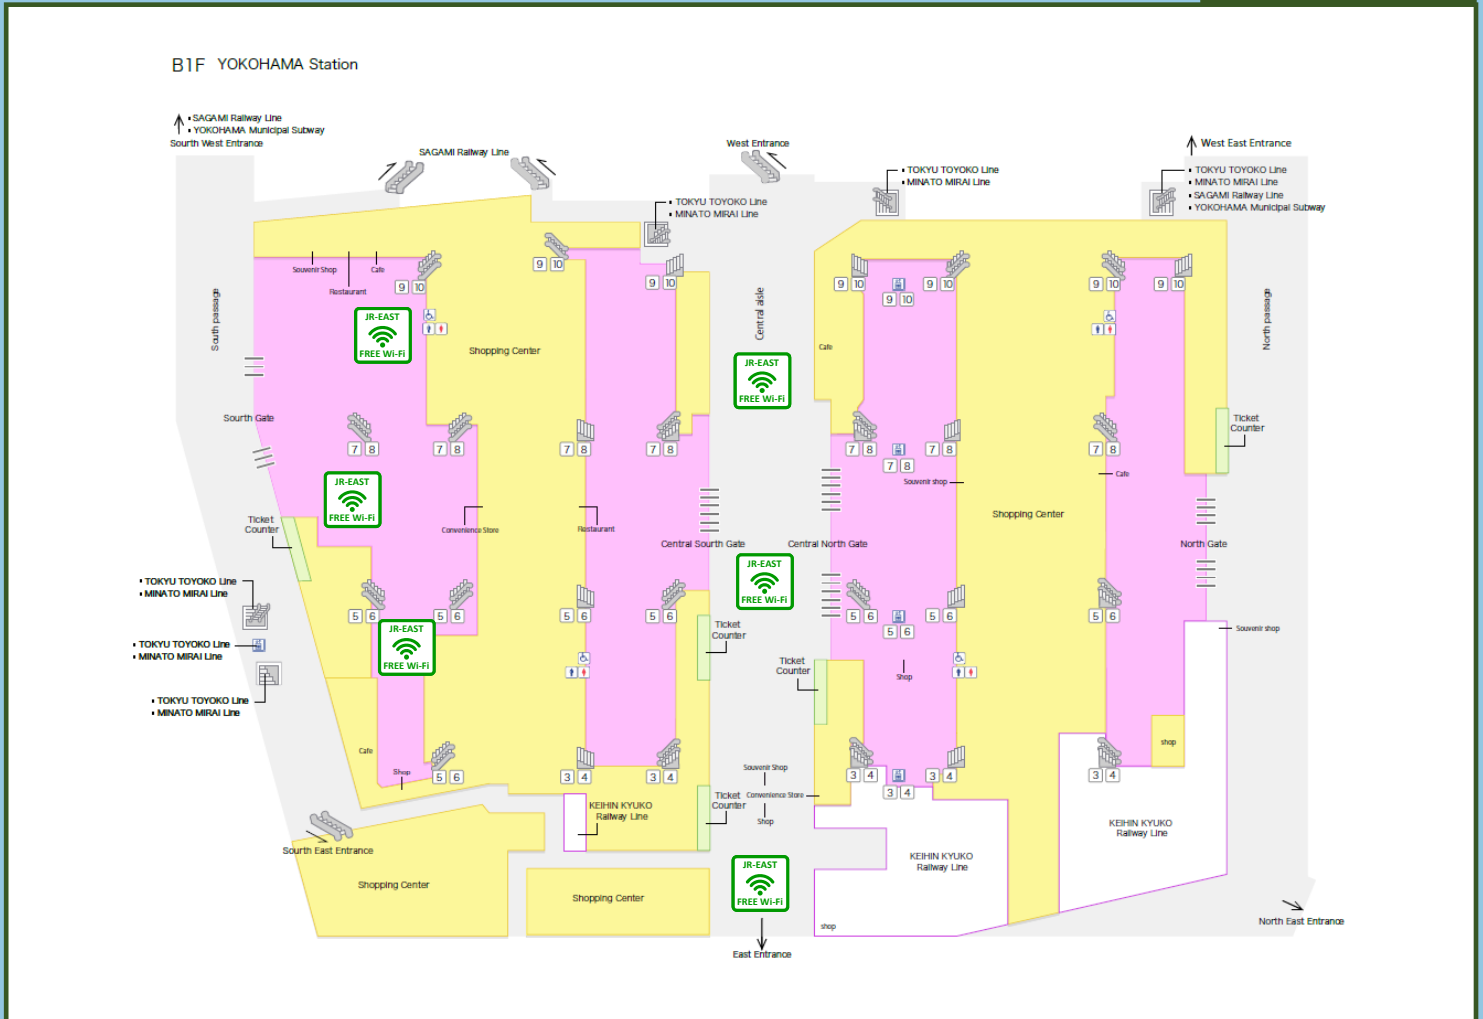 B1F YOKOHAMA Station
▪ SAGAMI Railway Line
▪ YOKOHAMA Municipal Subway
Sourth West Entrance
SAGAMI Railway Line
West Entrance
West East Entrance
▪ TOKYU TOYOKO Line
▪ MINATO MIRAI Line
▪ TOKYU TOYOKO Line
▪ MINATO MIRAI Line
▪ SAGAMI Railway Line
▪ YOKOHAMA Municipal Subway
▪ TOKYU TOYOKO Line
▪ MINATO MIRAI Line
Souvenir Shop
Restaurant
Cafe
9 10
9 10
9 10
9 10
9 10
9 10
9 10
9 10
South passage
JR-EAST
FREE Wi-Fi
Shopping Center
Central aisle
JR-EAST
FREE Wi-Fi
Cafe
North passage
Sourth Gate
7 8
7 8
7 8
7 8
7 8
7 8
7 8
7 8
Ticket
Counter
JR-EAST
FREE Wi-Fi
Ticket
Counter
Convenience Store
Restaurant
Central Sourth Gate
Central North Gate
Souvenir shop
Shopping Center
Cafe
North Gate
JR-EAST
FREE Wi-Fi
▪ TOKYU TOYOKO Line
▪ MINATO MIRAI Line
5 6
5 6
5 6
5 6
5 6
5 6
5 6
5 6
▪ TOKYU TOYOKO Line
▪ MINATO MIRAI Line
JR-EAST
FREE Wi-Fi
Ticket
Counter
Ticket
Counter
Shop
Souvenir shop
▪ TOKYU TOYOKO Line
▪ MINATO MIRAI Line
Cafe
Shop
5 6
3 4
3 4
3 4
3 4
3 4
3 4
shop
Souvenir Shop
Convenience Store
Shop
KEIHIN KYUKO
Railway Line
Ticket
Counter
KEIHIN KYUKO
Railway Line
KEIHIN KYUKO
Railway Line
Sourth East Entrance
Shopping Center
Shopping Center
JR-EAST
FREE Wi-Fi
shop
East Entrance
North East Entrance